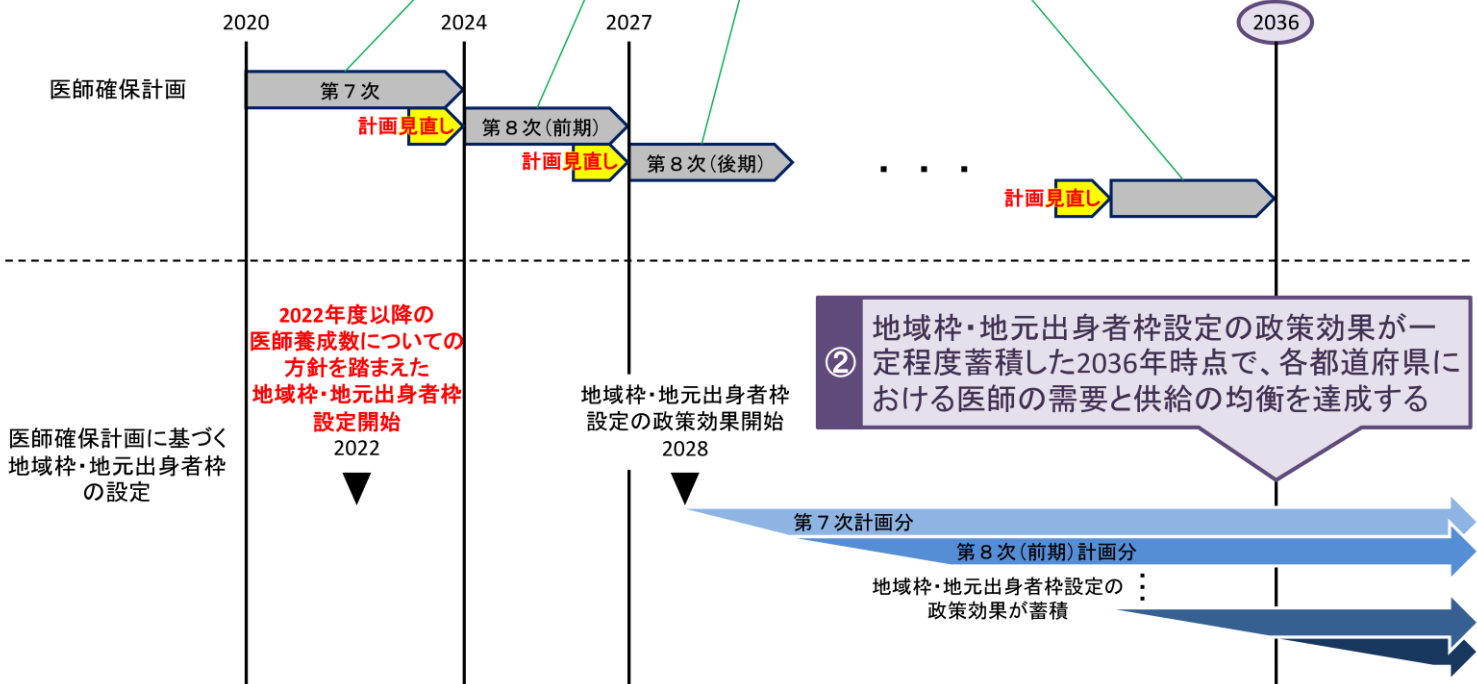 2020
2024
2027
2036
医師確保計画
第7次
計画見直し
第8次(前期)
計画見直し
第8次(後期)
・・・
計画見直し
2022年度以降の
医師養成数についての
方針を踏まえた
地域枠・地元出身者枠
設定開始
2022
地域枠・地元出身者枠
設定の政策効果開始
2028
②
地域枠・地元出身者枠設定の政策効果が一
定程度蓄積した2036年時点で、各都道府県に
おける医師の需要と供給の均衡を達成する
医師確保計画に基づく
地域枠・地元出身者枠
の設定
第7次計画分
第8次(前期)計画分
地域枠・地元出身者枠設定の
政策効果が蓄積